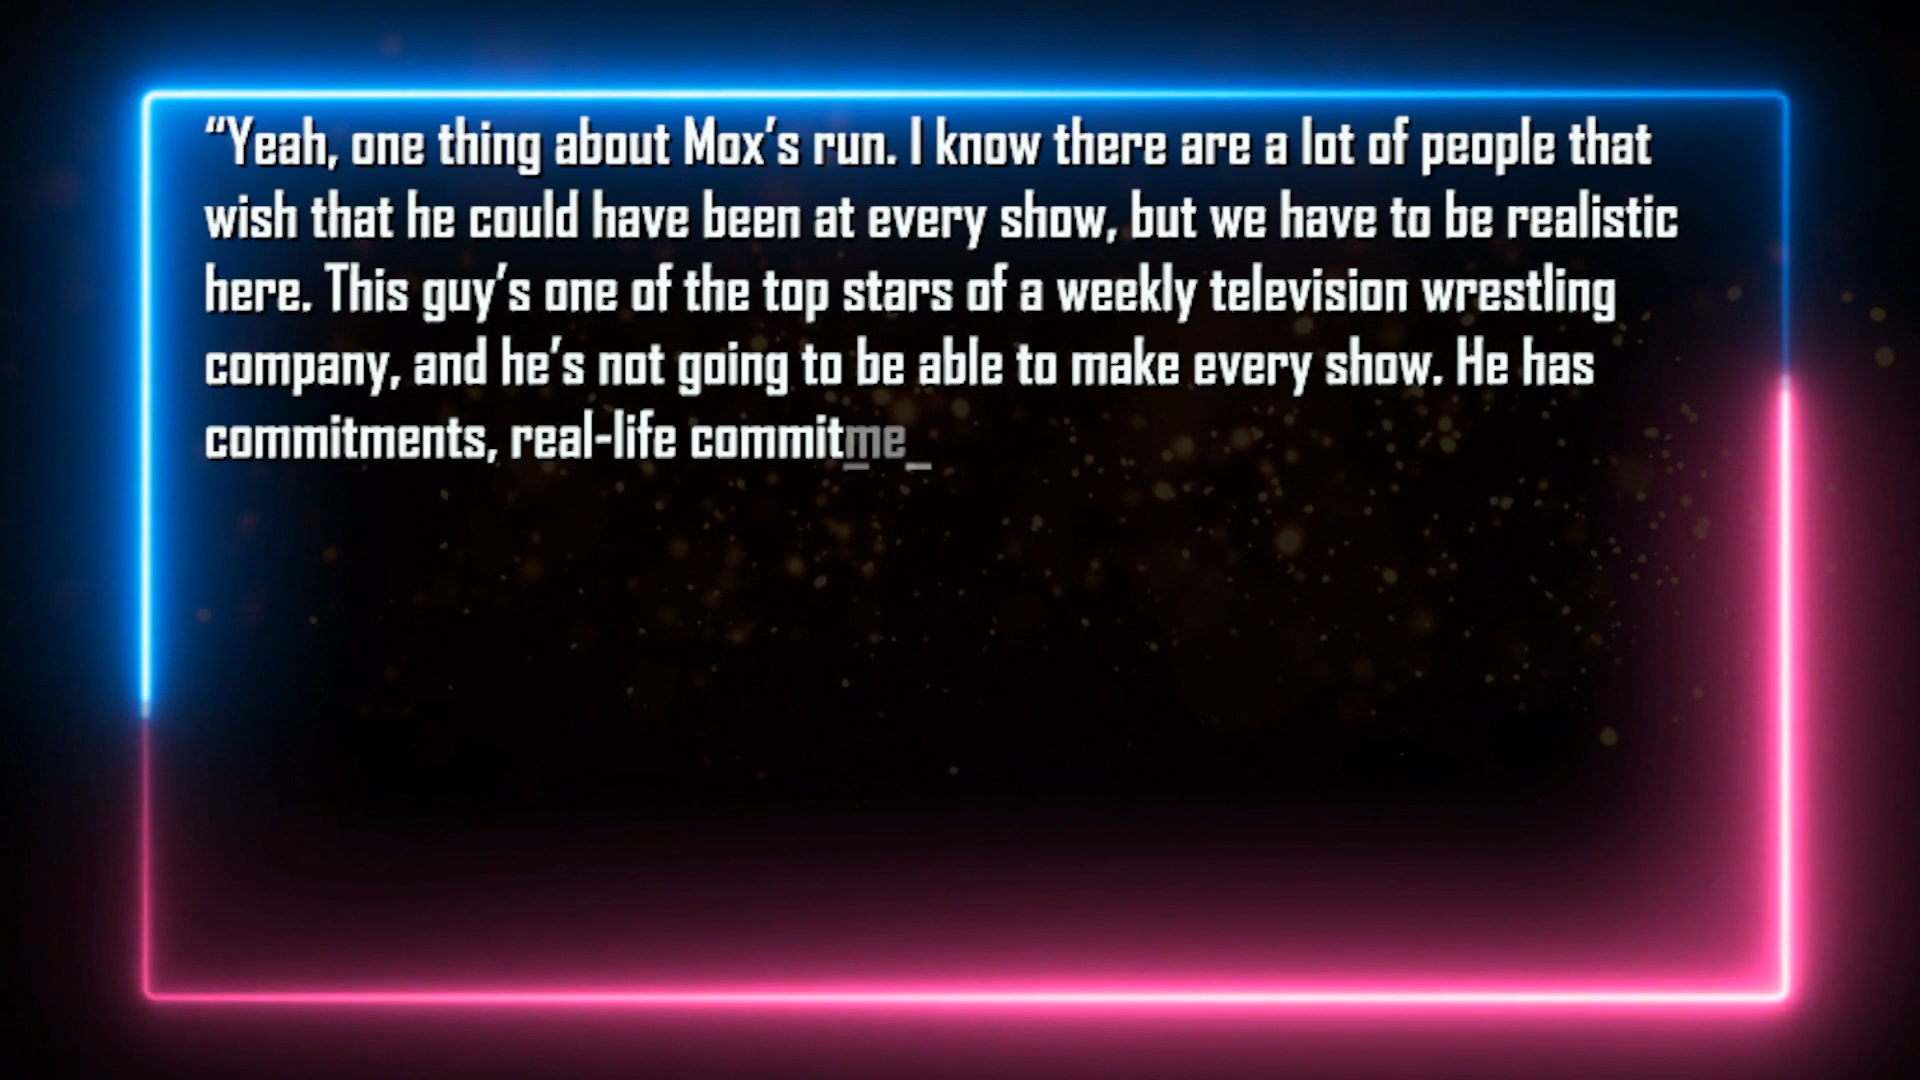 “Yeah, one thing about Mox’s run. I know there are a lot of people that
wish that he could have been at every show, but we have to be realistic
here. This guy’s one of the top stars of a weekly television wrestling
company, and he’s not going to be able to make every show. He has
commitments, real-life commitme_